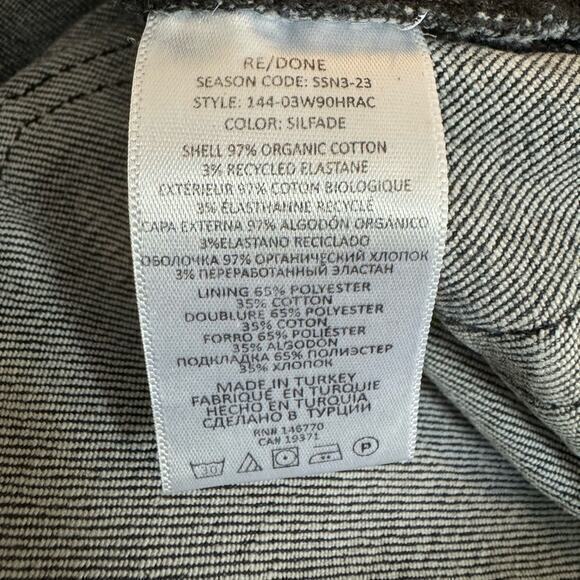 RE/DONE
SEASON CODE: SSN3-23
STYLE: 144-03W90HRAC
COLOR: SILFADE
SHELL 97% ORGANIC COTTON
3% RECYCLED ELASTANE
EXTÉRIEUR 97% COTON BIOLOGIQUE
3% ÉLASTHANNE RECYCLÉ
CAPA EXTERNA 97% ALGODÓN ORGÁNICO
3%ELASTANO RECICLADO
ОБОЛОЧКА 97% ОРГАНИЧЕСКИЙ ХЛОПОК
3% ПЕРЕРАБОТАННЫЙ ЭЛАСТАН
LINING 65% POLYESTER
35% COTTON
DOUBLURE 65% POLYESTER
35% COTON
FORRO 65% POLIÉSTER
35% ALGODÓN
ПОДКЛАДКА 65% ПОЛИЭСТЕР
35% ХЛОПОК
MADE IN TURKEY
FABRIQUÉ EN TURQUIE
HECHO EN TURQUÍA
СДЕЛАНО В ТУРЦИИ
RN# 146770
CA# 19371
30 P